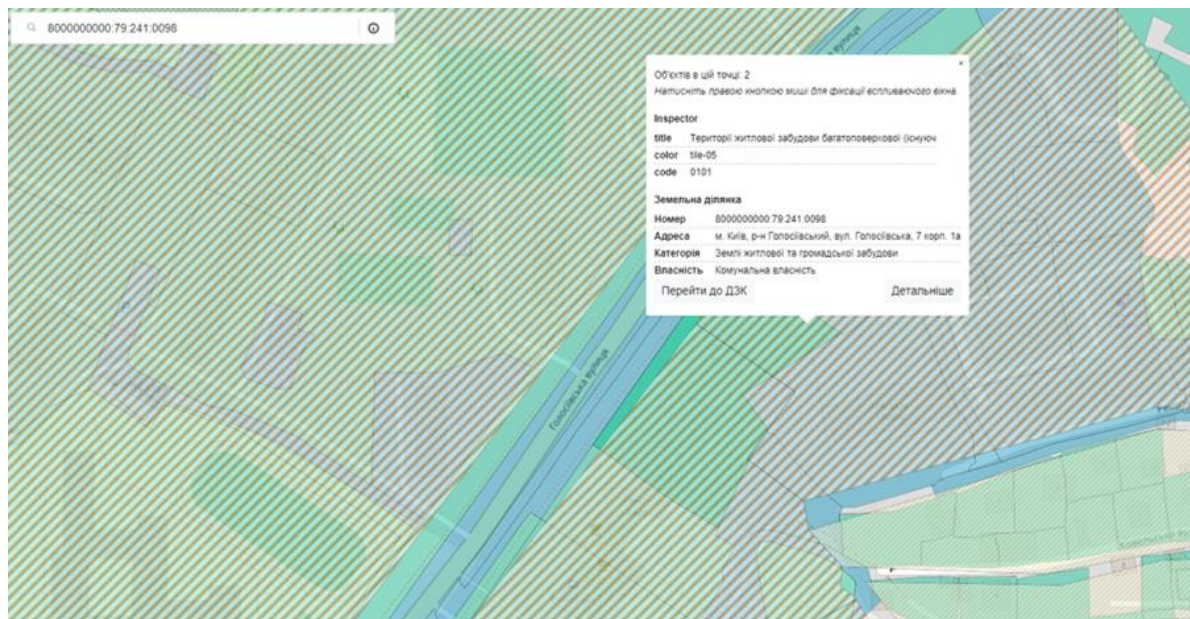 8000000000:79:241:0098
Об'єктів в цій точці: 2
Натисніть правою кнопкою миші для фіксації вспливаючого вікна.
Inspector
title Території житлової забудови багатоповерхової (існуюч
color tile-05
code 0101
Земельна ділянка
Номер 8000000000:79:241:0098
Адреса м. Київ, р-н Голосіївський, вул. Голосіївська, 7 корп. 1а
Категорія Землі житлової та громадської забудови
Власність Комунальна власність
Перейти до ДЗК Детальніше
Голосіївська вулиця
вулиця